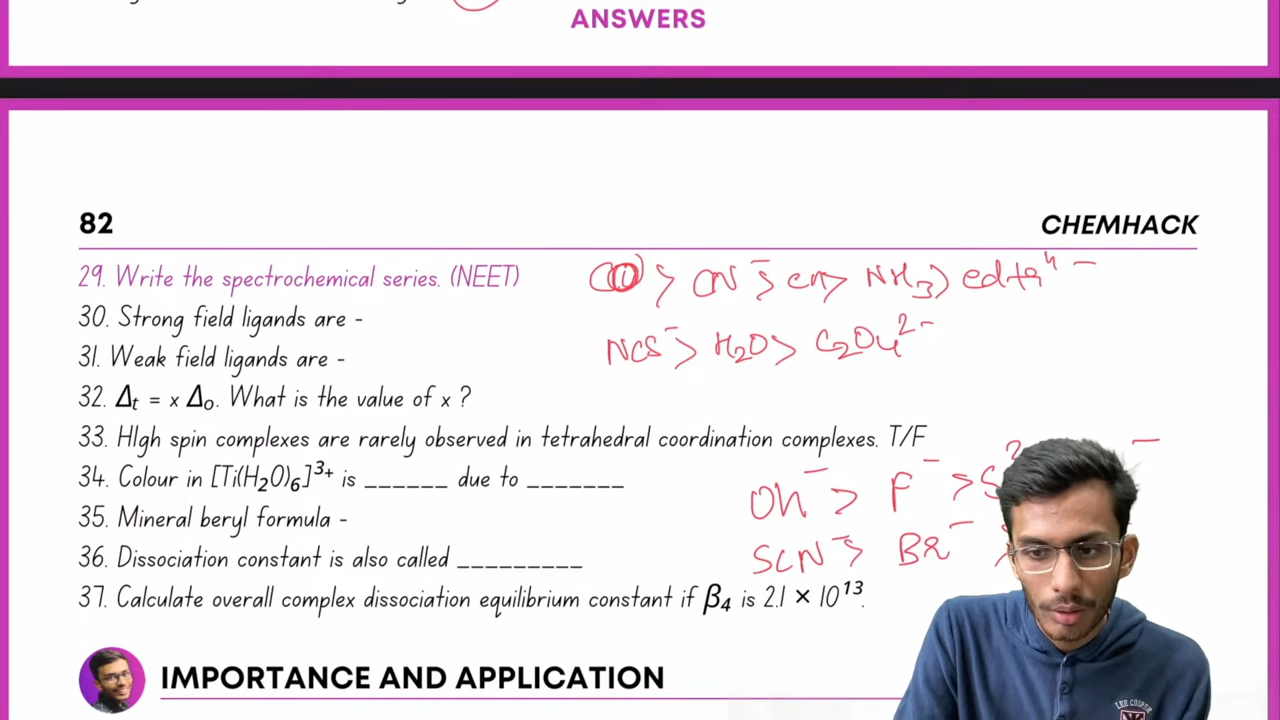 ANSWERS
82
CHEMHACK
29. Write the spectrochemical series. (NEET)
CO > CN⁻ > en > NH₃ > edta⁴⁻
NCS⁻ > H₂O > C₂O₄²⁻
30. Strong field ligands are -
31. Weak field ligands are -
32. Δₜ = x Δₒ. What is the value of x ?
33. HIgh spin complexes are rarely observed in tetrahedral coordination complexes. T/F
OH⁻ > F⁻ > S
34. Colour in [Ti(H₂O)₆]³⁺ is ______ due to _______
35. Mineral beryl formula -
SCN⁻ > Br⁻
36. Dissociation constant is also called _________
37. Calculate overall complex dissociation equilibrium constant if β₄ is 2.1 × 10¹³.
IMPORTANCE AND APPLICATION
LEE COOPER